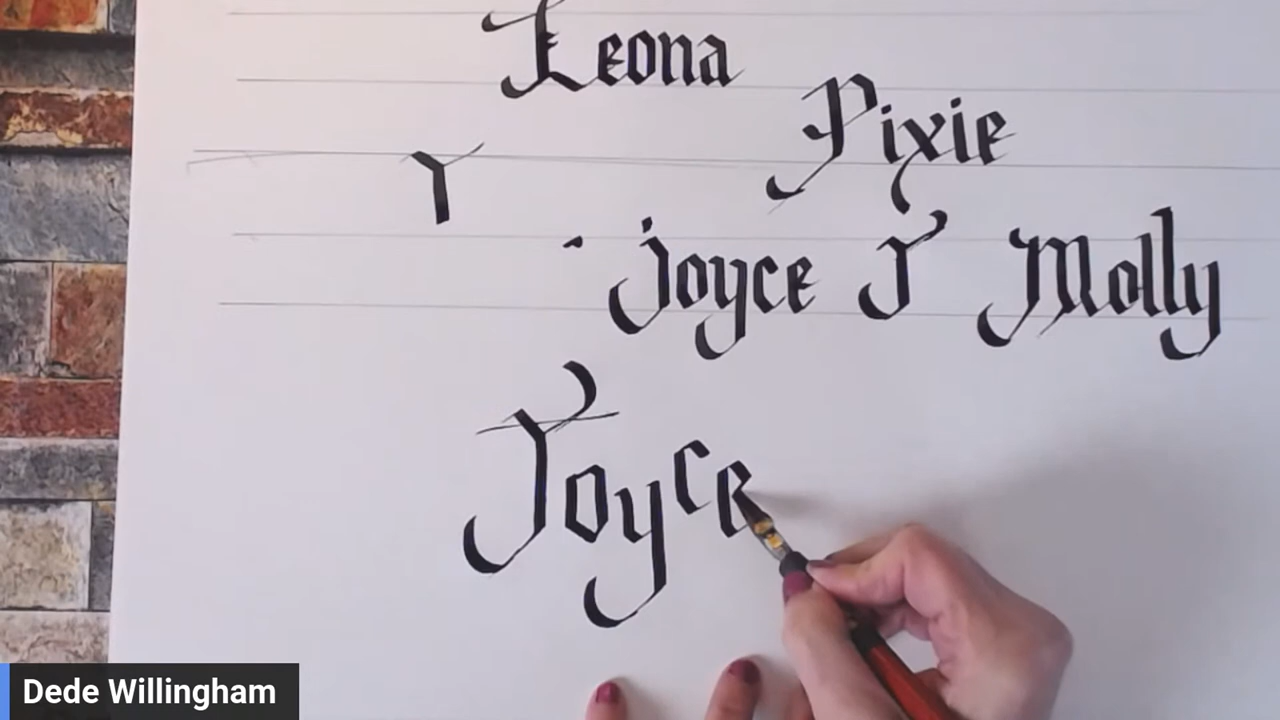 Leona
Pixie
Y
Joyce J Molly
Joyce
Dede Willingham